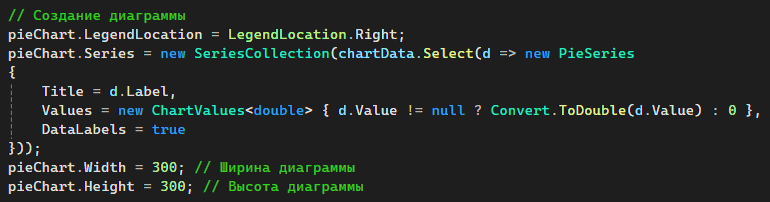 // Создание диаграммы
pieChart.LegendLocation = LegendLocation.Right;
pieChart.Series = new SeriesCollection(chartData.Select(d => new PieSeries
{
    Title = d.Label,
    Values = new ChartValues<double> { d.Value != null ? Convert.ToDouble(d.Value) : 0 },
    DataLabels = true
}));
pieChart.Width = 300; // Ширина диаграммы
pieChart.Height = 300; // Высота диаграммы